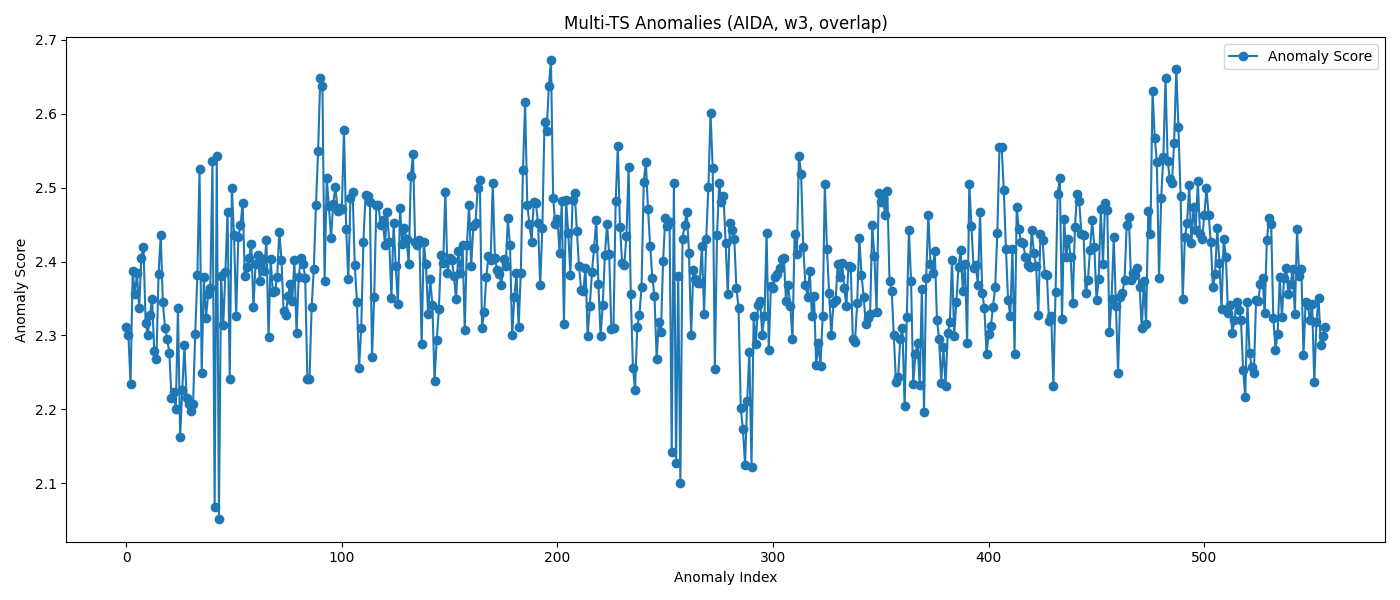 Multi-TS Anomalies (AIDA, w3, overlap)
Anomaly Score
2.7
2.6
2.5
2.4
2.3
2.2
2.1
Anomaly Score
0 100 200 300 400 500
Anomaly Index